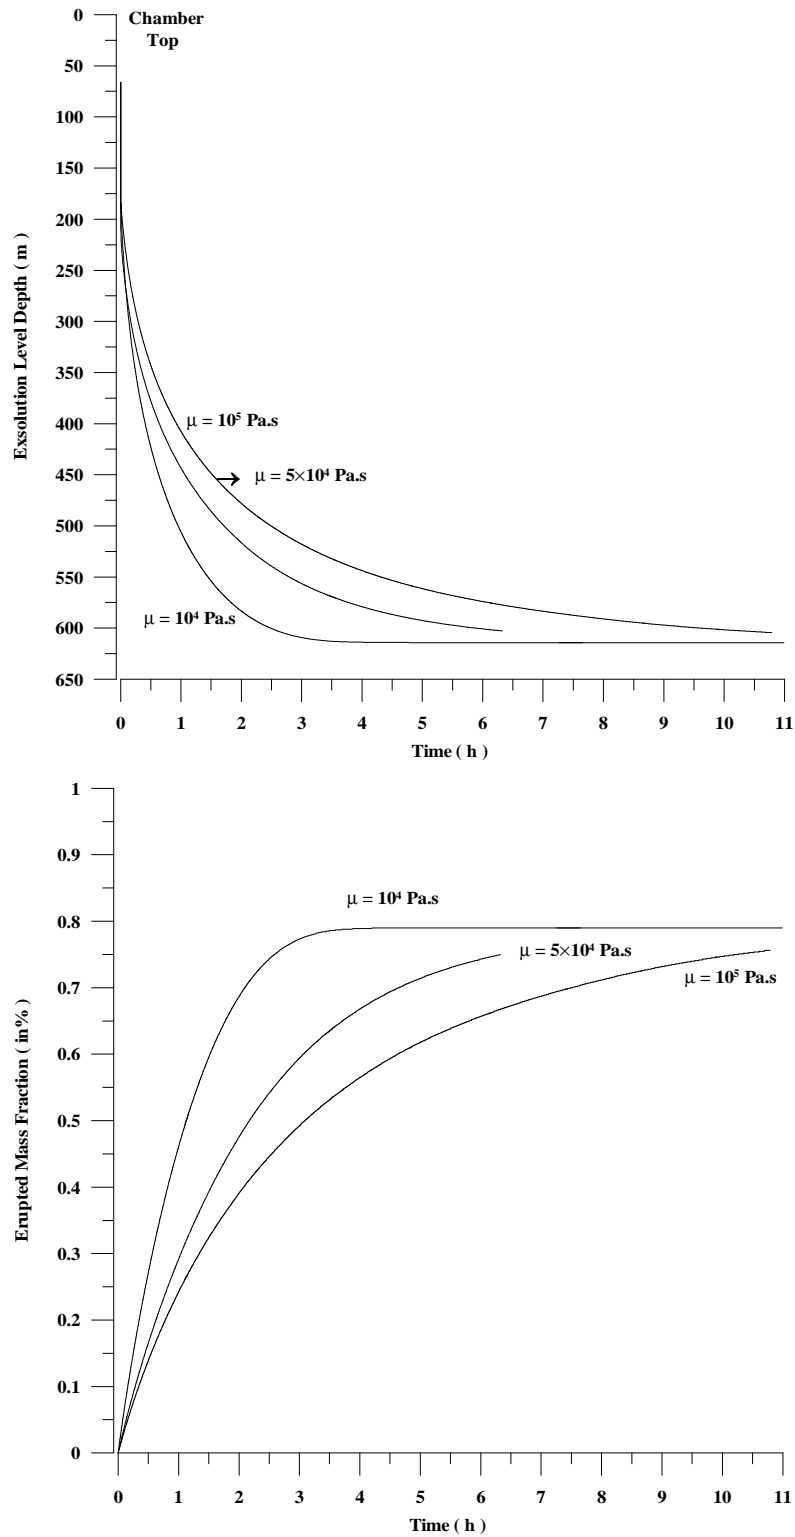 Chamber
Top
0
50
100
150
200
250
300
350
400
450
500
550
600
650
Exsolution Level Depth ( m )
μ = 10⁵ Pa.s
μ = 5×10⁴ Pa.s
μ = 10⁴ Pa.s
0 1 2 3 4 5 6 7 8 9 10 11
Time ( h )
1
0.9
0.8
0.7
0.6
0.5
0.4
0.3
0.2
0.1
0
Erupted Mass Fraction ( in% )
μ = 10⁴ Pa.s
μ = 5×10⁴ Pa.s
μ = 10⁵ Pa.s
0 1 2 3 4 5 6 7 8 9 10 11
Time ( h )